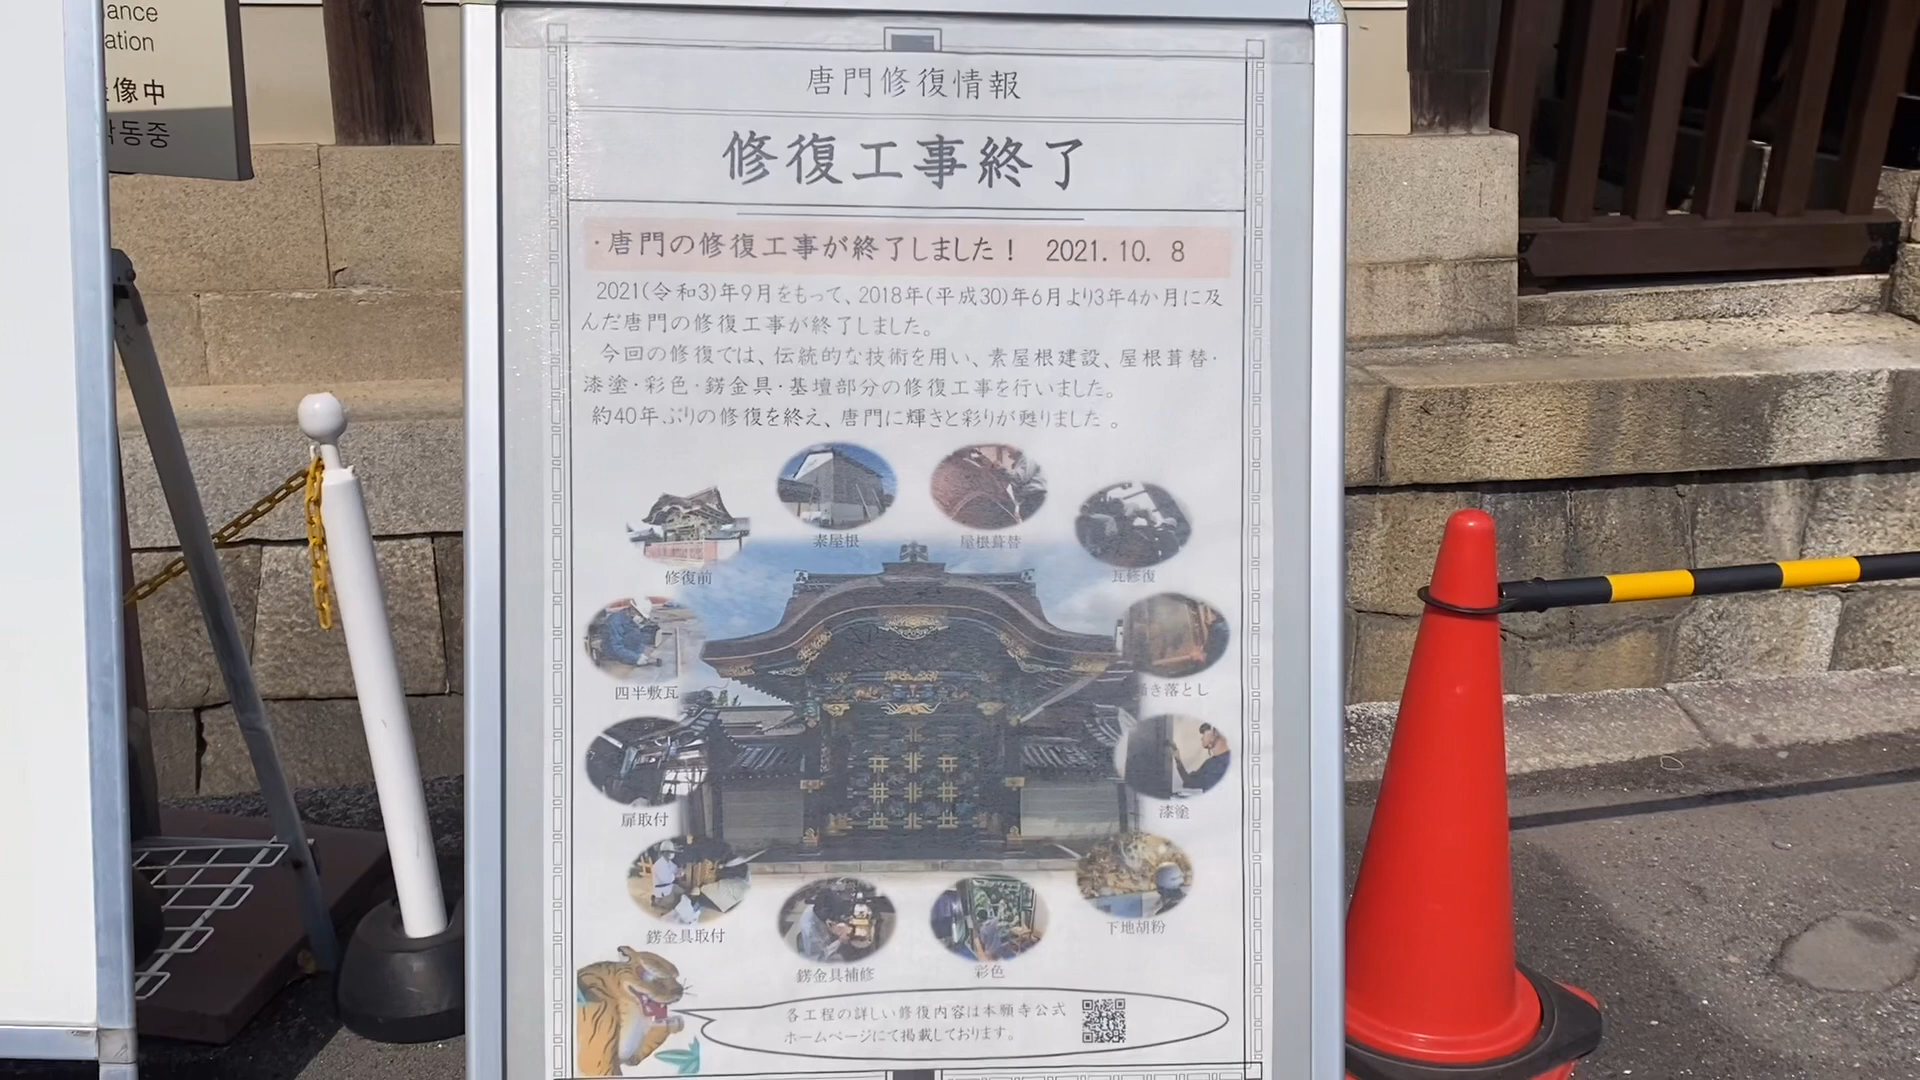 ance
ation
像中
동중
唐門修復情報
修復工事終了
・唐門の修復工事が終了しました! 2021.10. 8
2021(令和3)年9月をもって、2018年(平成30)年6月より3年4か月に及
んだ唐門の修復工事が終了しました。
今回の修復では、伝統的な技術を用い、素屋根建設、屋根葺替・
漆塗・彩色・錺金具・基壇部分の修復工事を行いました。
約40年ぶりの修復を終え、唐門に輝きと彩りが甦りました。
素屋根
屋根葺替
修復前
瓦修復
四半敷瓦
掻き落とし
扉取付
漆塗
錺金具取付
下地胡粉
錺金具補修
彩色
各工程の詳しい修復内容は本願寺公式
ホームページにて掲載しております。